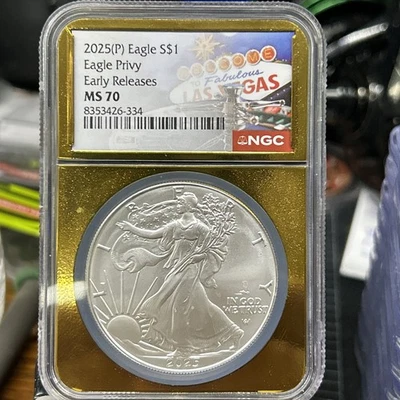 2025(P) Eagle S$1
Eagle Privy
Early Releases
MS 70
8353426-334
WELCOME
Fabulous
LAS VEGAS
NGC
LIBERTY
IN GOD
WE TRUST
2025